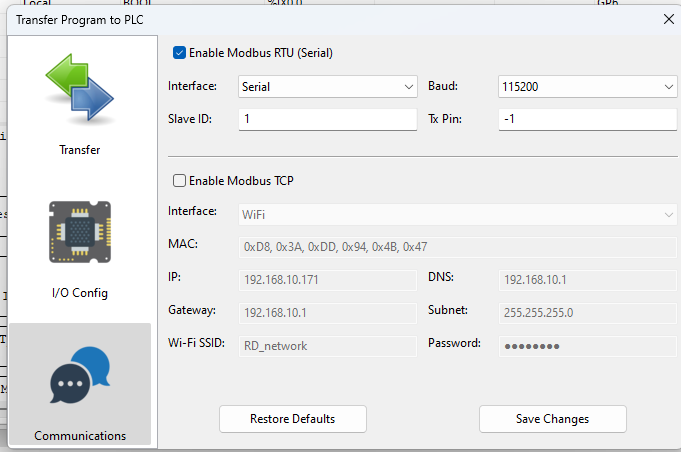 Local BOOL %IX0.0 GP6
Transfer Program to PLC
Transfer
I/O Config
Communications
Enable Modbus RTU (Serial)
Interface: Serial Baud: 115200
Slave ID: 1 Tx Pin: -1
Enable Modbus TCP
Interface: WiFi
MAC: 0xD8, 0x3A, 0xDD, 0x94, 0x4B, 0x47
IP: 192.168.10.171 DNS: 192.168.10.1
Gateway: 192.168.10.1 Subnet: 255.255.255.0
Wi-Fi SSID: RD_network Password: ●●●●●●●●
Restore Defaults Save Changes